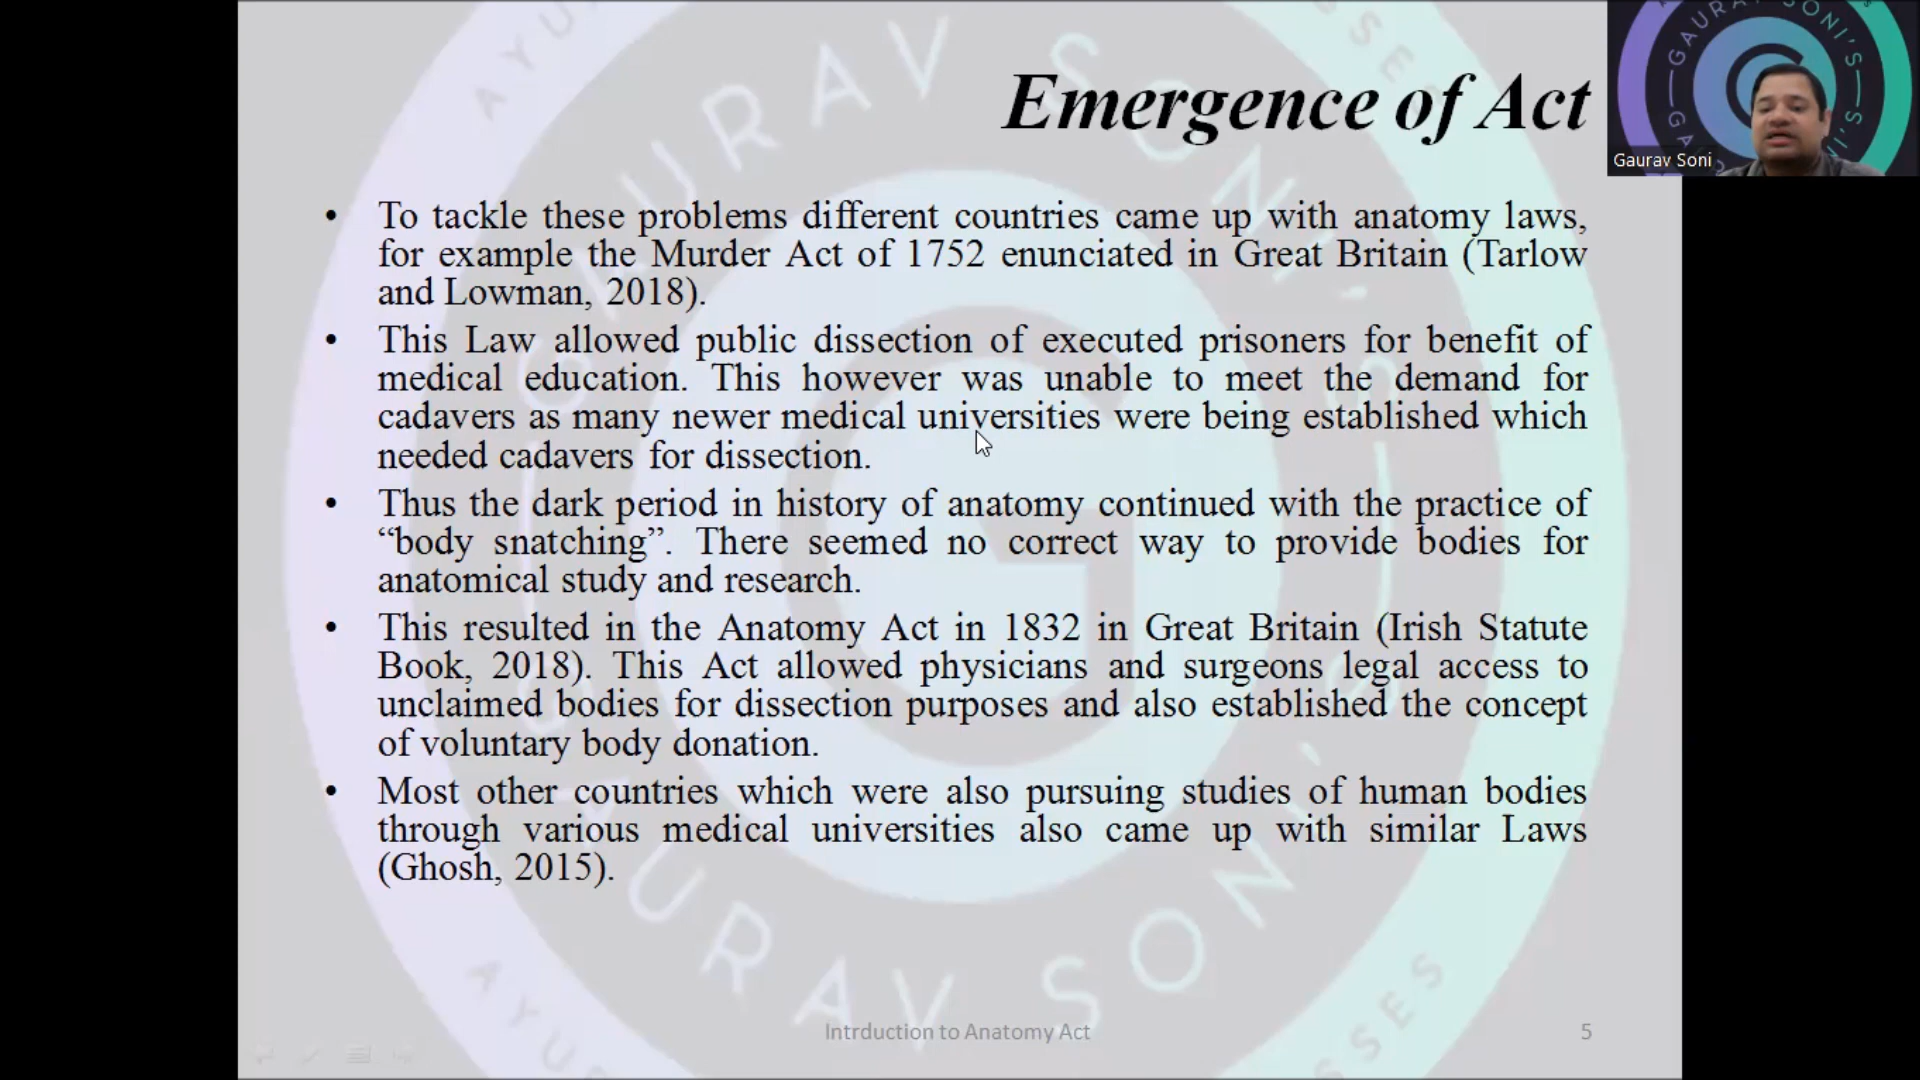 Emergence of Act
GAURAV SONI'S
Gaurav Soni
• To tackle these problems different countries came up with anatomy laws,
for example the Murder Act of 1752 enunciated in Great Britain (Tarlow
and Lowman, 2018).
• This Law allowed public dissection of executed prisoners for benefit of
medical education. This however was unable to meet the demand for
cadavers as many newer medical universities were being established which
needed cadavers for dissection.
• Thus the dark period in history of anatomy continued with the practice of
“body snatching”. There seemed no correct way to provide bodies for
anatomical study and research.
• This resulted in the Anatomy Act in 1832 in Great Britain (Irish Statute
Book, 2018). This Act allowed physicians and surgeons legal access to
unclaimed bodies for dissection purposes and also established the concept
of voluntary body donation.
• Most other countries which were also pursuing studies of human bodies
through various medical universities also came up with similar Laws
(Ghosh, 2015).
GAURAV SONI'S
GAURAV SONI'S
Intrduction to Anatomy Act
5